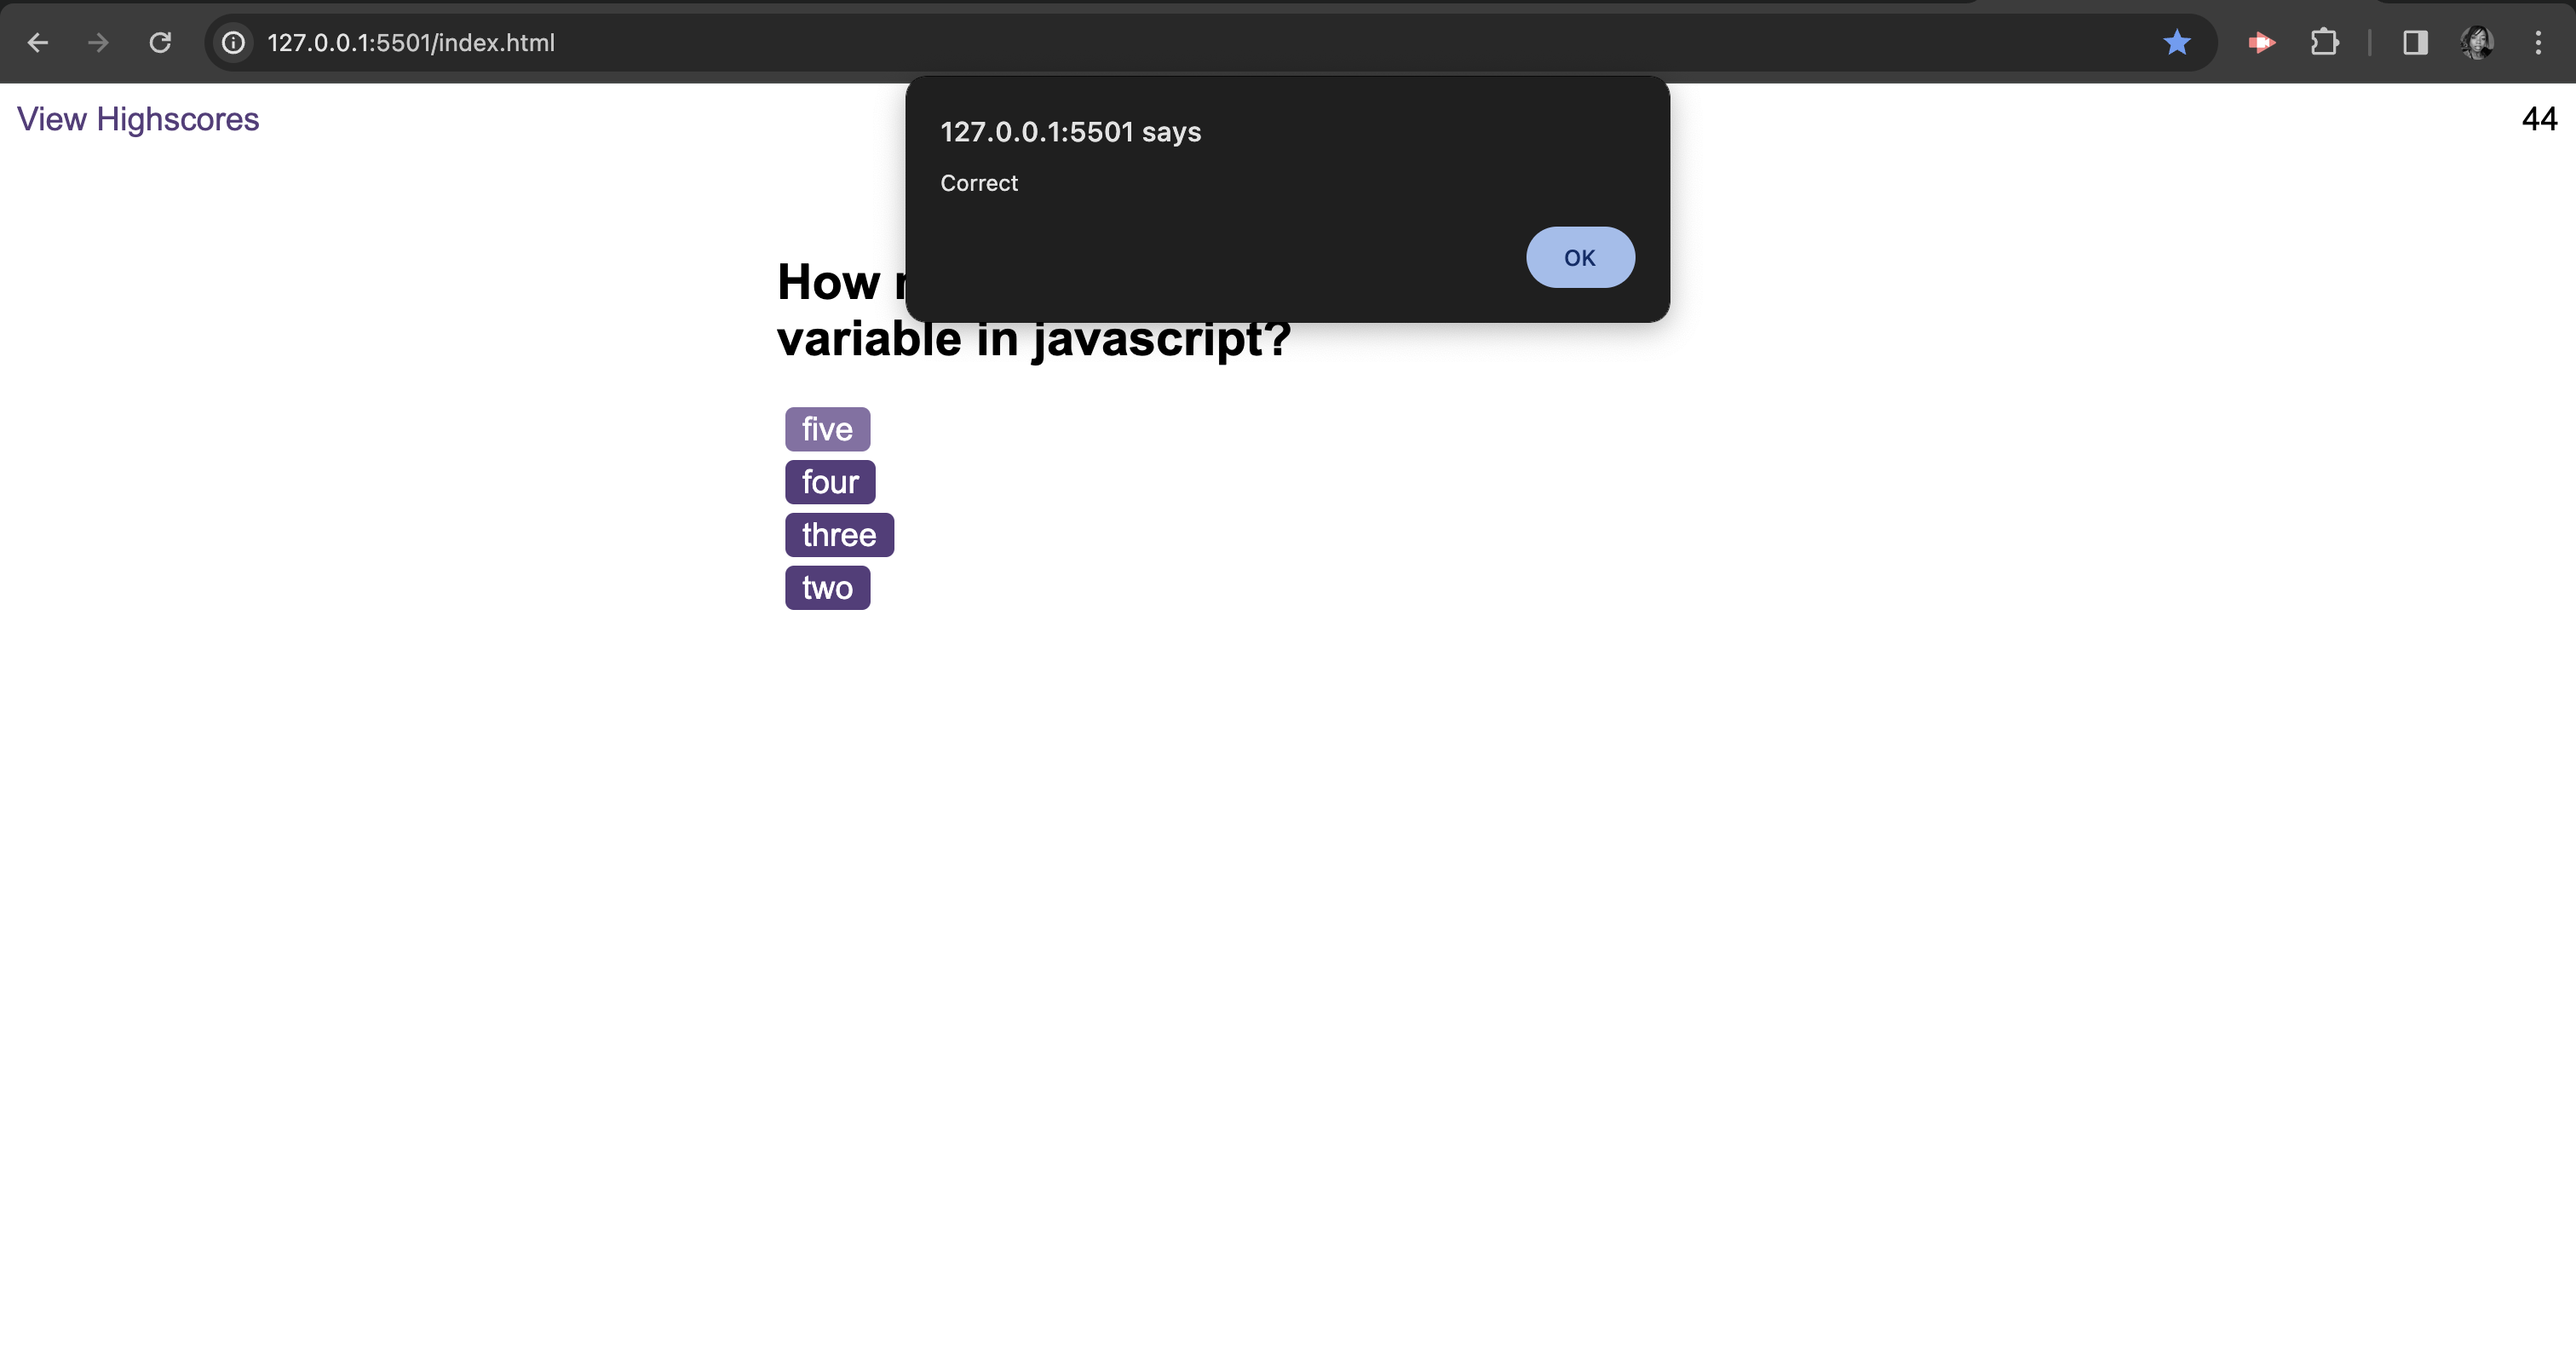 127.0.0.1:5501/index.html
View Highscores
44
127.0.0.1:5501 says
Correct
OK
How
variable in javascript?
five
four
three
two